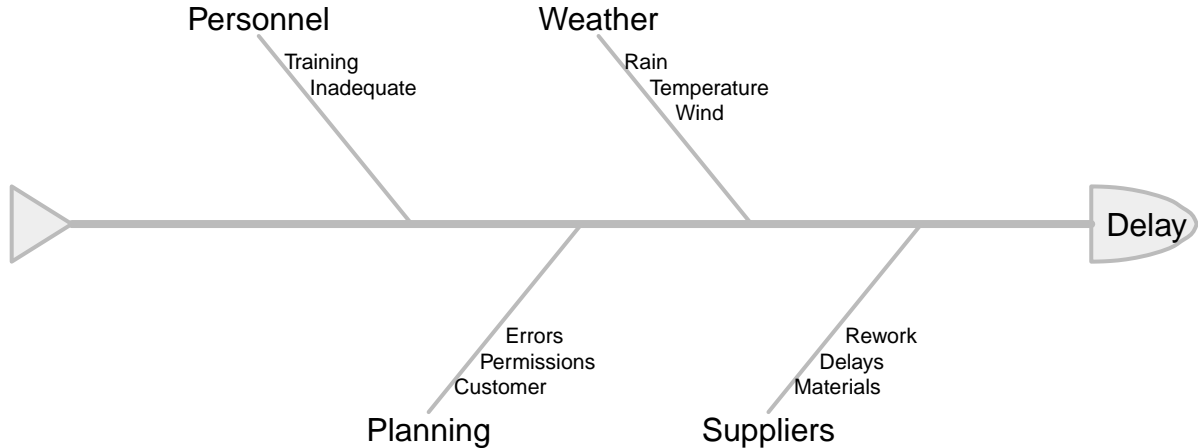 Personnel
Weather
Training
Rain
Inadequate
Temperature
Wind
Delay
Errors
Rework
Permissions
Delays
Customer
Materials
Planning
Suppliers